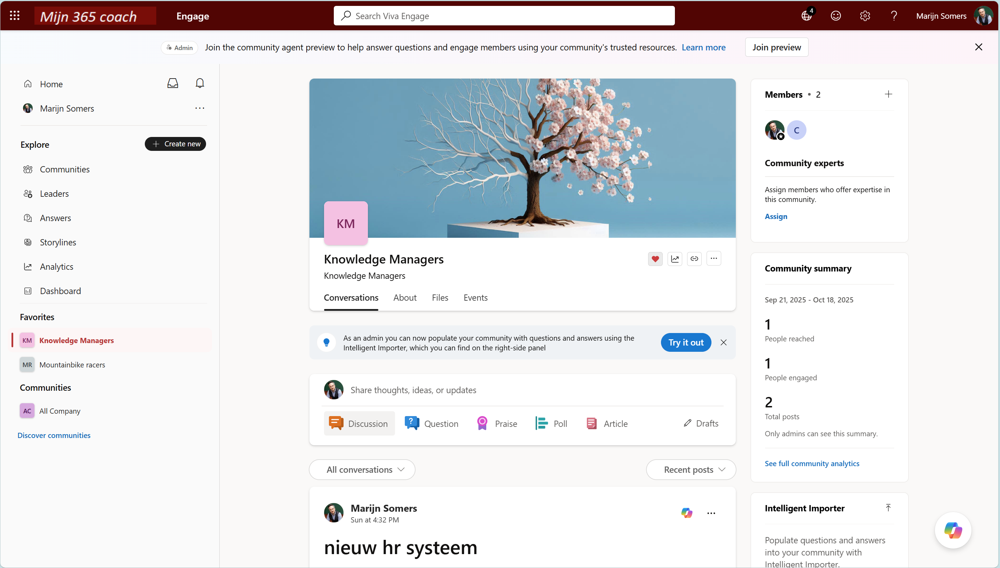 Mijn 365 coach
Engage
Search Viva Engage
4
Marijn Somers
Admin
Join the community agent preview to help answer questions and engage members using your community's trusted resources. Learn more
Join preview
Home
Marijn Somers
Explore
Create new
Communities
Leaders
Answers
Storylines
Analytics
Dashboard
Favorites
KM Knowledge Managers
MR Mountainbike racers
Communities
AC All Company
Discover communities
KM
Knowledge Managers
Knowledge Managers
Conversations About Files Events
As an admin you can now populate your community with questions and answers using the
Intelligent Importer, which you can find on the right-side panel
Try it out
Share thoughts, ideas, or updates
Discussion Question Praise Poll Article Drafts
All conversations Recent posts
Marijn Somers
Sun at 4:32 PM
nieuw hr systeem
Members • 2
C
Community experts
Assign members who offer expertise in
this community.
Assign
Community summary
Sep 21, 2025 - Oct 18, 2025
1
People reached
1
People engaged
2
Total posts
Only admins can see this summary.
See full community analytics
Intelligent Importer
Populate questions and answers
into your community with
Intelligent Importer.